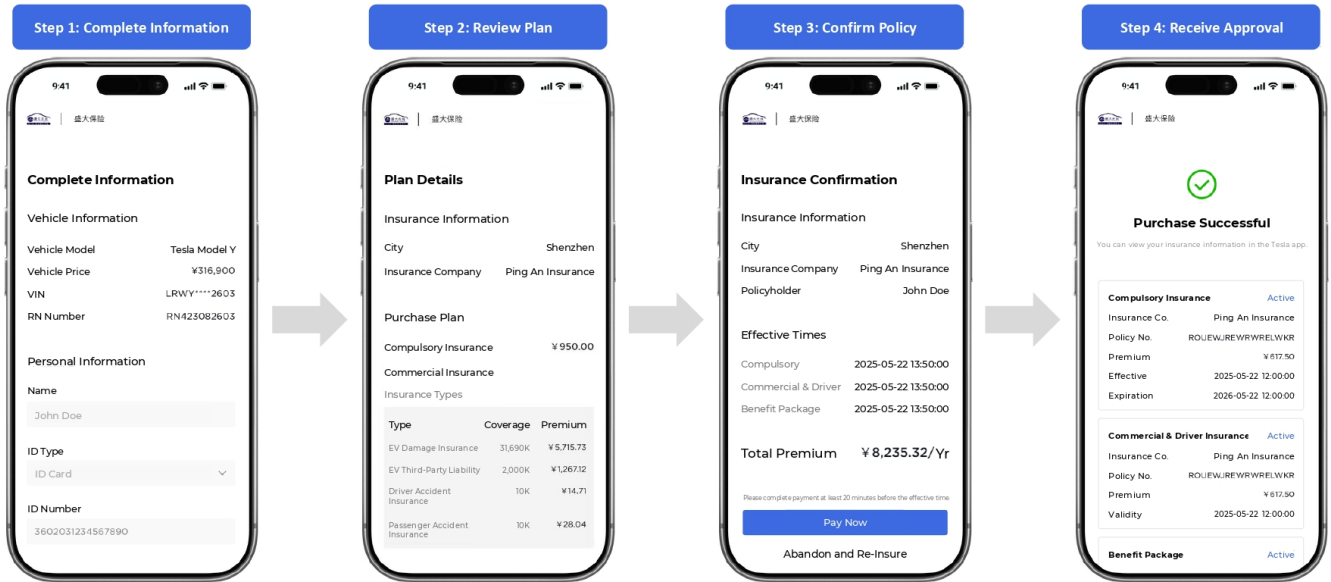 Step 1: Complete Information
9:41
盛大保险
Complete Information
Vehicle Information
Vehicle Model Tesla Model Y
Vehicle Price ¥316,900
VIN LRWY****2603
RN Number RN423082603
Personal Information
Name
John Doe
ID Type
ID Card
ID Number
3602031234567890
Step 2: Review Plan
9:41
盛大保险
Plan Details
Insurance Information
City Shenzhen
Insurance Company Ping An Insurance
Purchase Plan
Compulsory Insurance ¥950.00
Commercial Insurance
Insurance Types
Type Coverage Premium
EV Damage Insurance 31,690K ¥5,715.73
EV Third-Party Liability 2,000K ¥1,267.12
Driver Accident
Insurance 10K ¥14.71
Passenger Accident
Insurance 10K ¥28.04
Step 3: Confirm Policy
9:41
盛大保险
Insurance Confirmation
Insurance Information
City Shenzhen
Insurance Company Ping An Insurance
Policyholder John Doe
Effective Times
Compulsory 2025-05-22 13:50:00
Commercial & Driver 2025-05-22 13:50:00
Benefit Package 2025-05-22 13:50:00
Total Premium ¥8,235.32/Yr
Please complete payment at least 20 minutes before the effective time.
Pay Now
Abandon and Re-Insure
Step 4: Receive Approval
9:41
盛大保险
Purchase Successful
You can view your insurance information in the Tesla app.
Compulsory Insurance Active
Insurance Co. Ping An Insurance
Policy No. ROUEWJREWRWRELWKR
Premium ¥617.50
Effective 2025-05-22 12:00:00
Expiration 2026-05-22 12:00:00
Commercial & Driver Insurance Active
Insurance Co. Ping An Insurance
Policy No. ROUEWJREWRWRELWKR
Premium ¥617.50
Validity 2025-05-22 12:00:00
Benefit Package Active